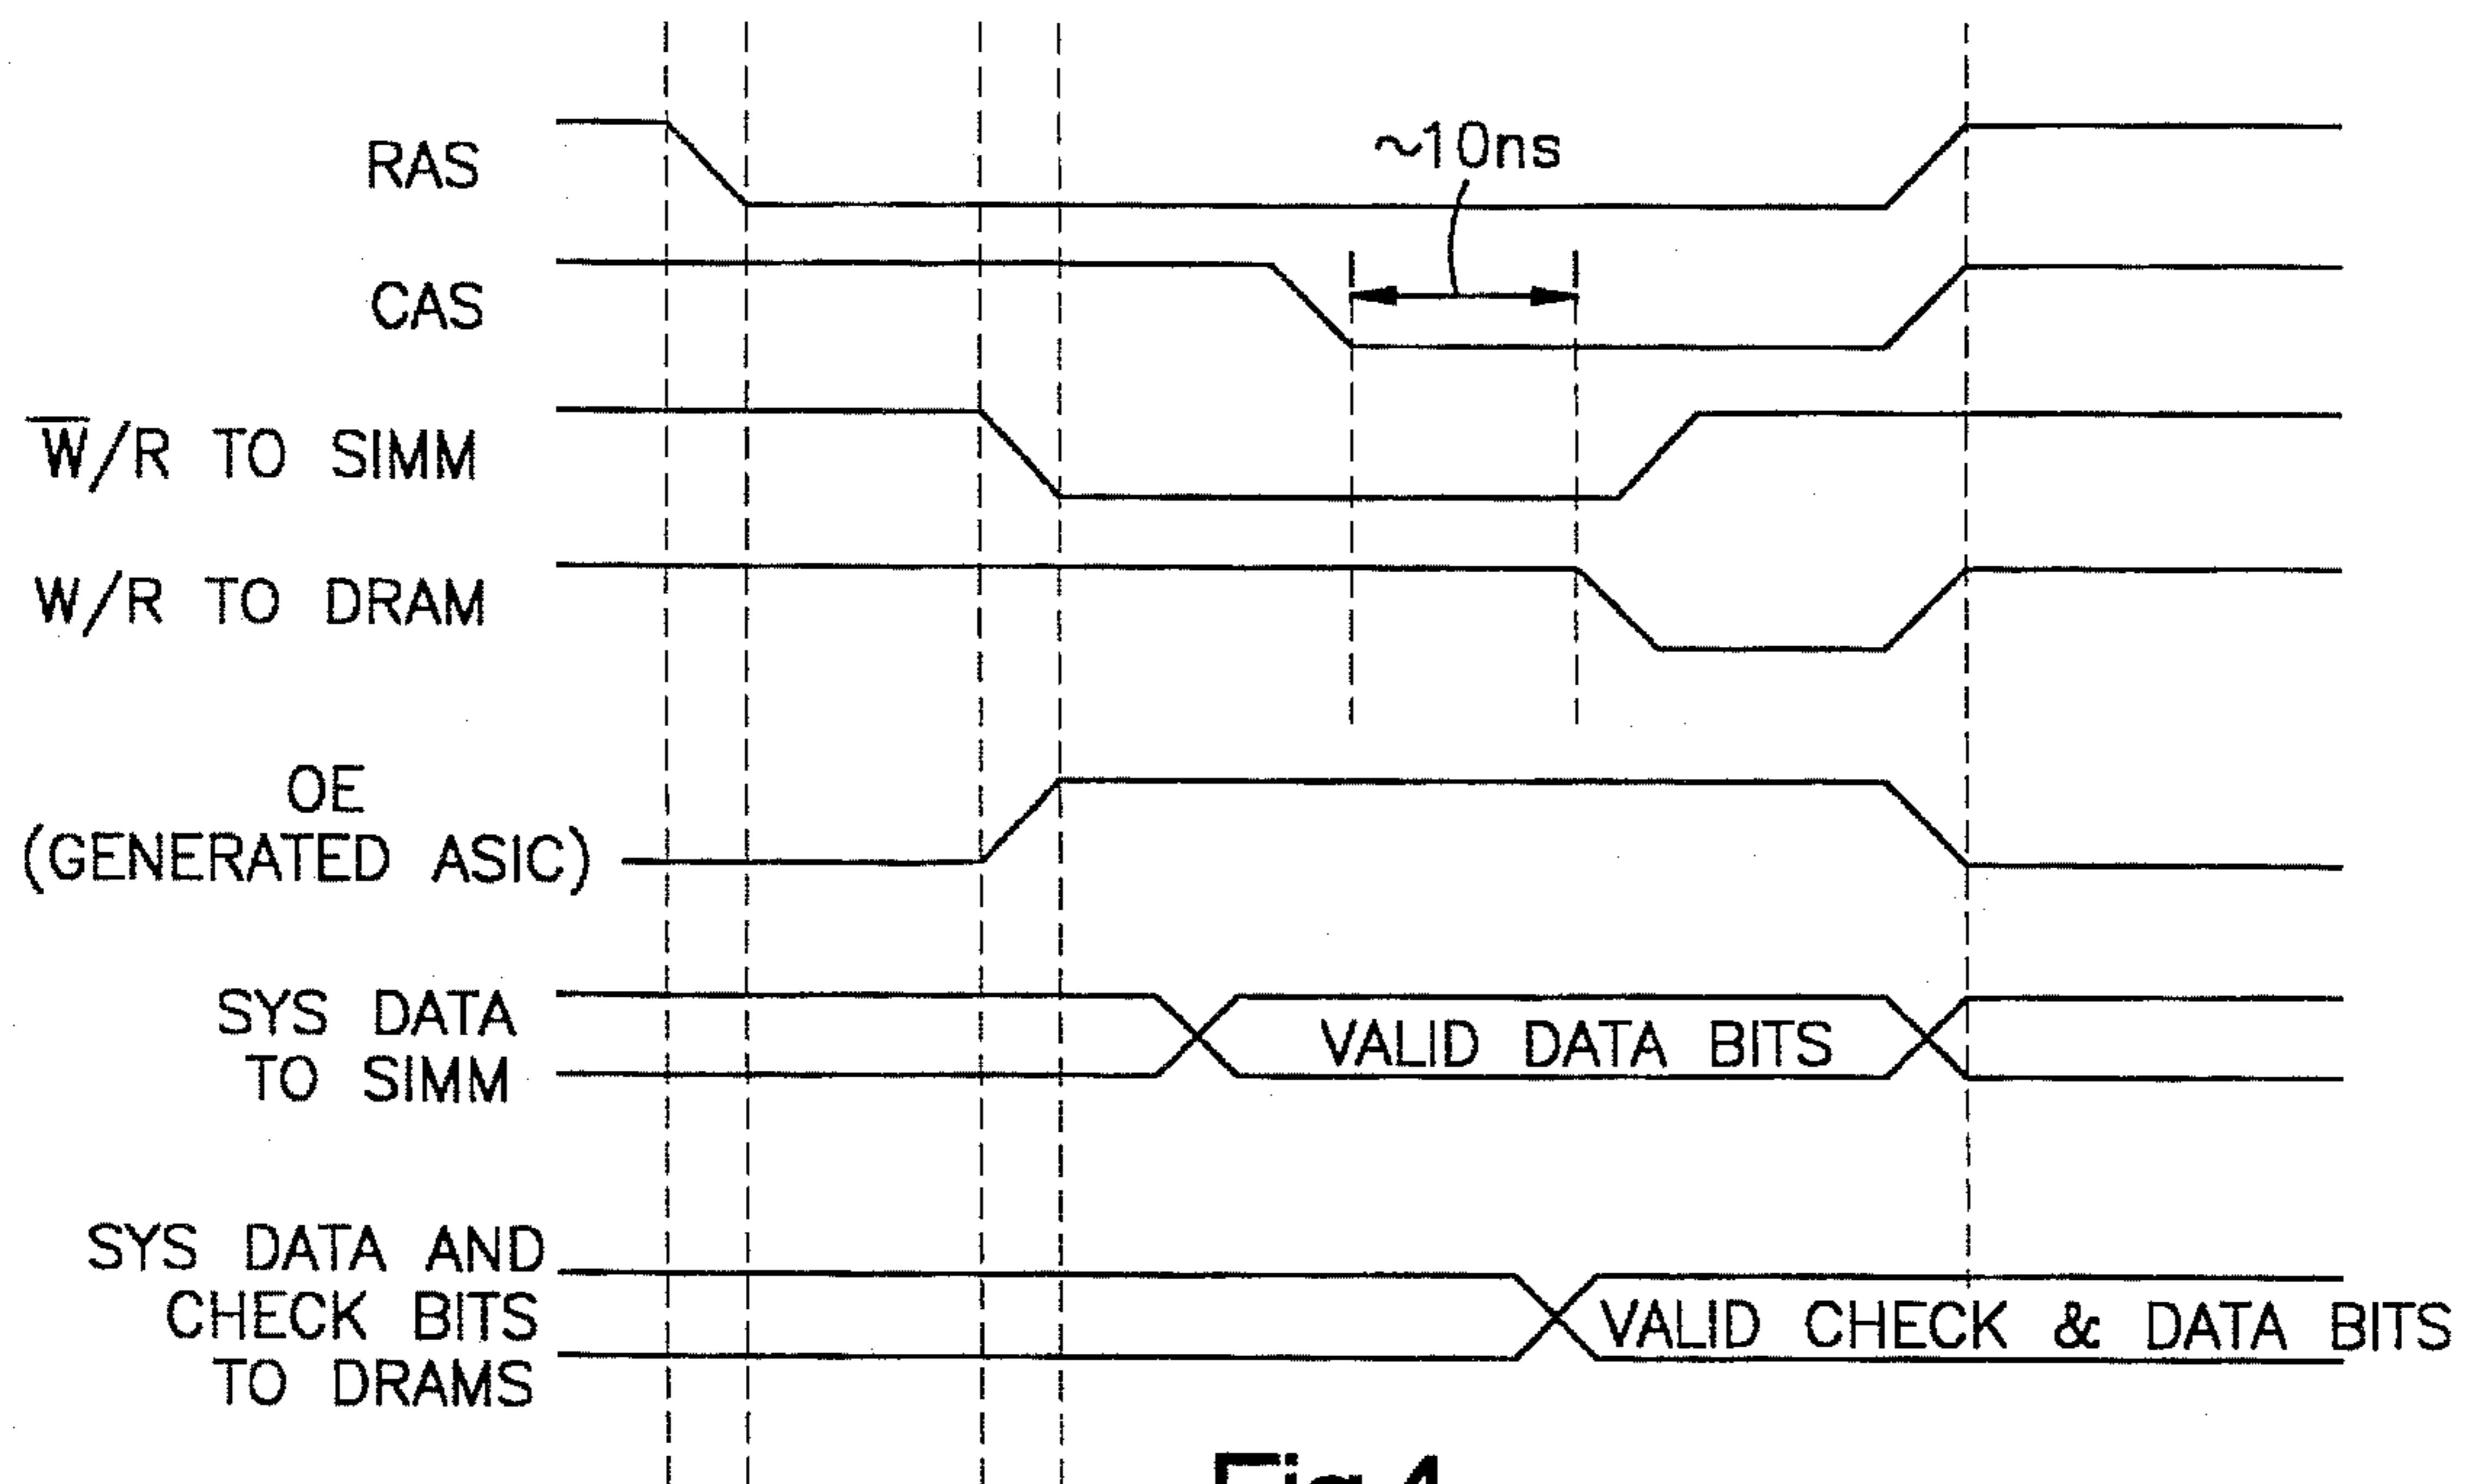 RAS
~10ns
CAS
W̅/R TO SIMM
W/R TO DRAM
OE
(GENERATED ASIC)
SYS DATA
TO SIMM
VALID DATA BITS
SYS DATA AND
CHECK BITS
TO DRAMS
VALID CHECK & DATA BITS